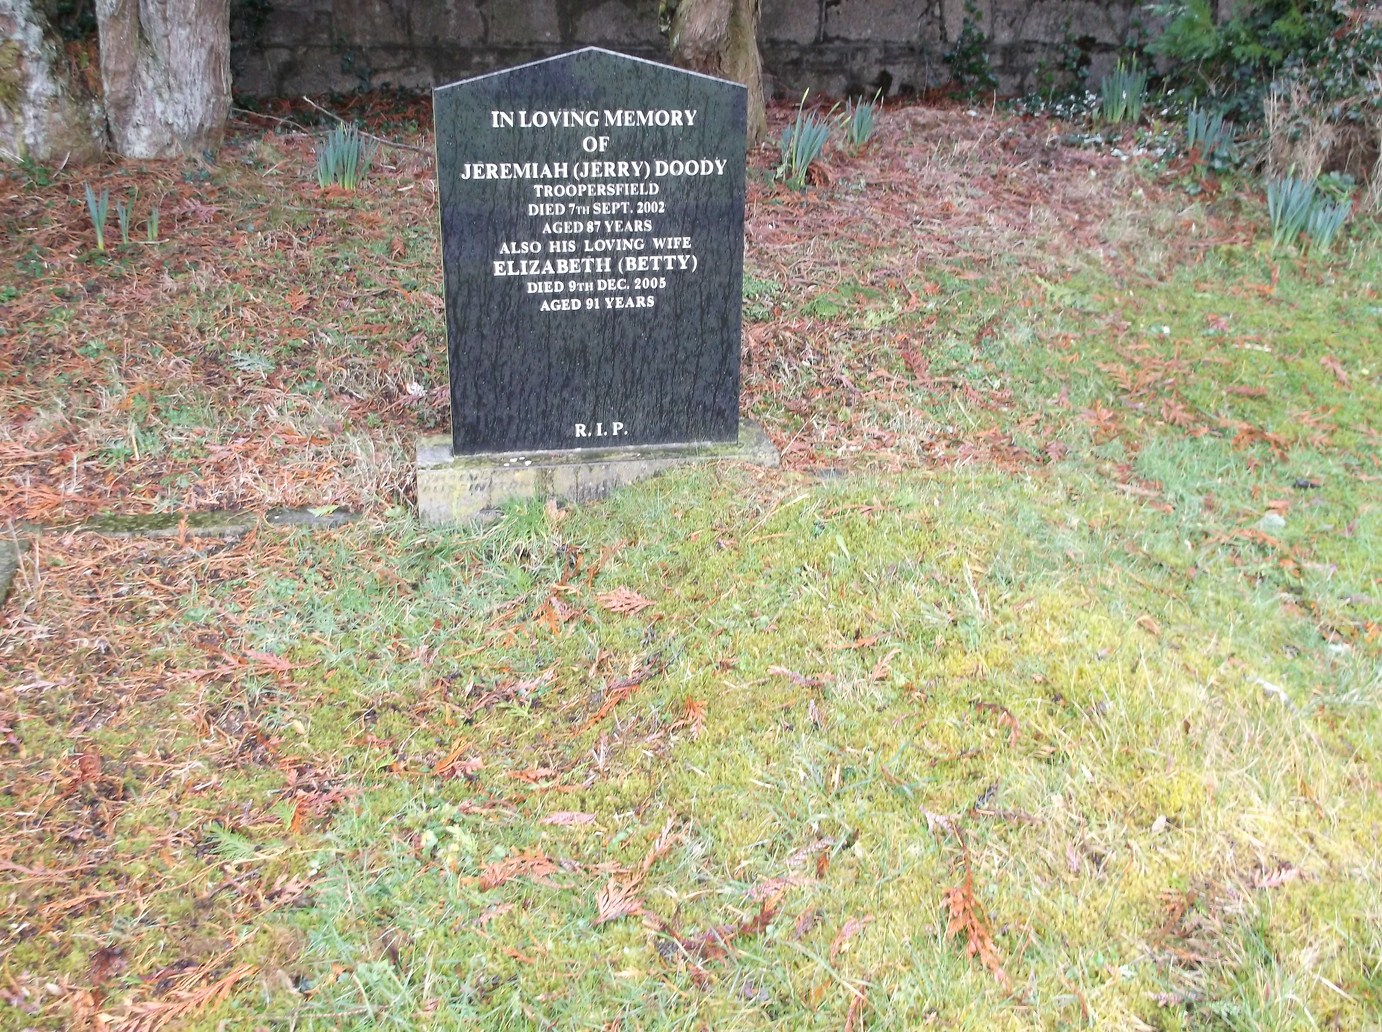 IN LOVING MEMORY
OF
JEREMIAH (JERRY) DOODY
TROOPERSFIELD
DIED 7TH SEPT. 2002
AGED 87 YEARS
ALSO HIS LOVING WIFE
ELIZABETH (BETTY)
DIED 9TH DEC. 2005
AGED 91 YEARS
R. I. P.